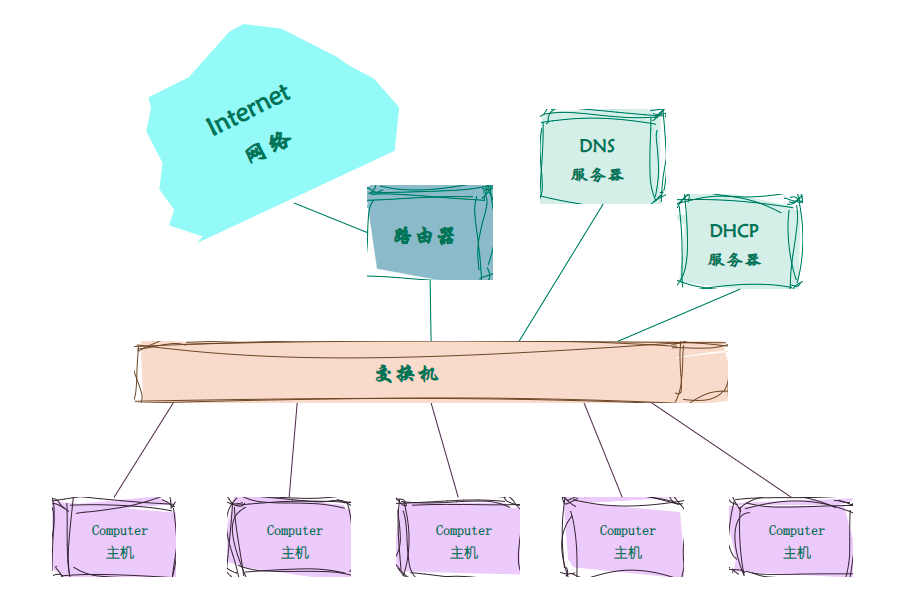 Internet
网络
DNS
服务器
路由器
DHCP
服务器
交换机
Computer
主机
Computer
主机
Computer
主机
Computer
主机
Computer
主机